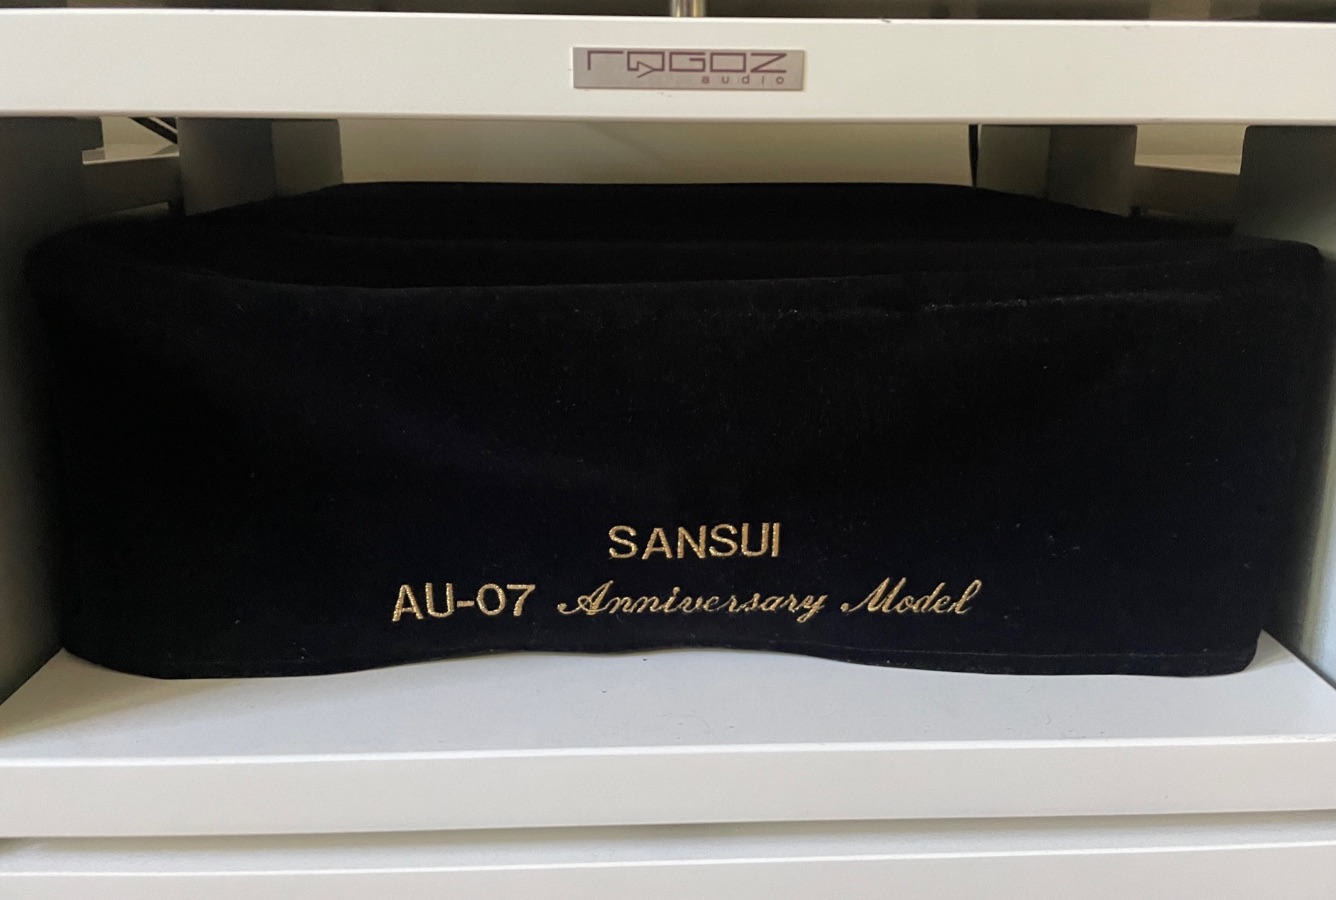 rogoz
audio
SANSUI
AU-07 Anniversary Model